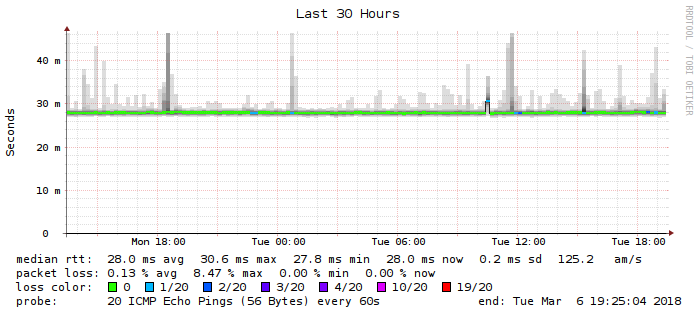 Last 30 Hours
RRDTOOL / TOBI OETIKER
Seconds
40 m
30 m
20 m
10 m
0
Mon 18:00 Tue 00:00 Tue 06:00 Tue 12:00 Tue 18:00
median rtt: 28.0 ms avg 30.6 ms max 27.8 ms min 28.0 ms now 0.2 ms sd 125.2 am/s
packet loss: 0.13 % avg 8.47 % max 0.00 % min 0.00 % now
loss color: 0 1/20 2/20 3/20 4/20 10/20 19/20
probe: 20 ICMP Echo Pings (56 Bytes) every 60s end: Tue Mar 6 19:25:04 2018